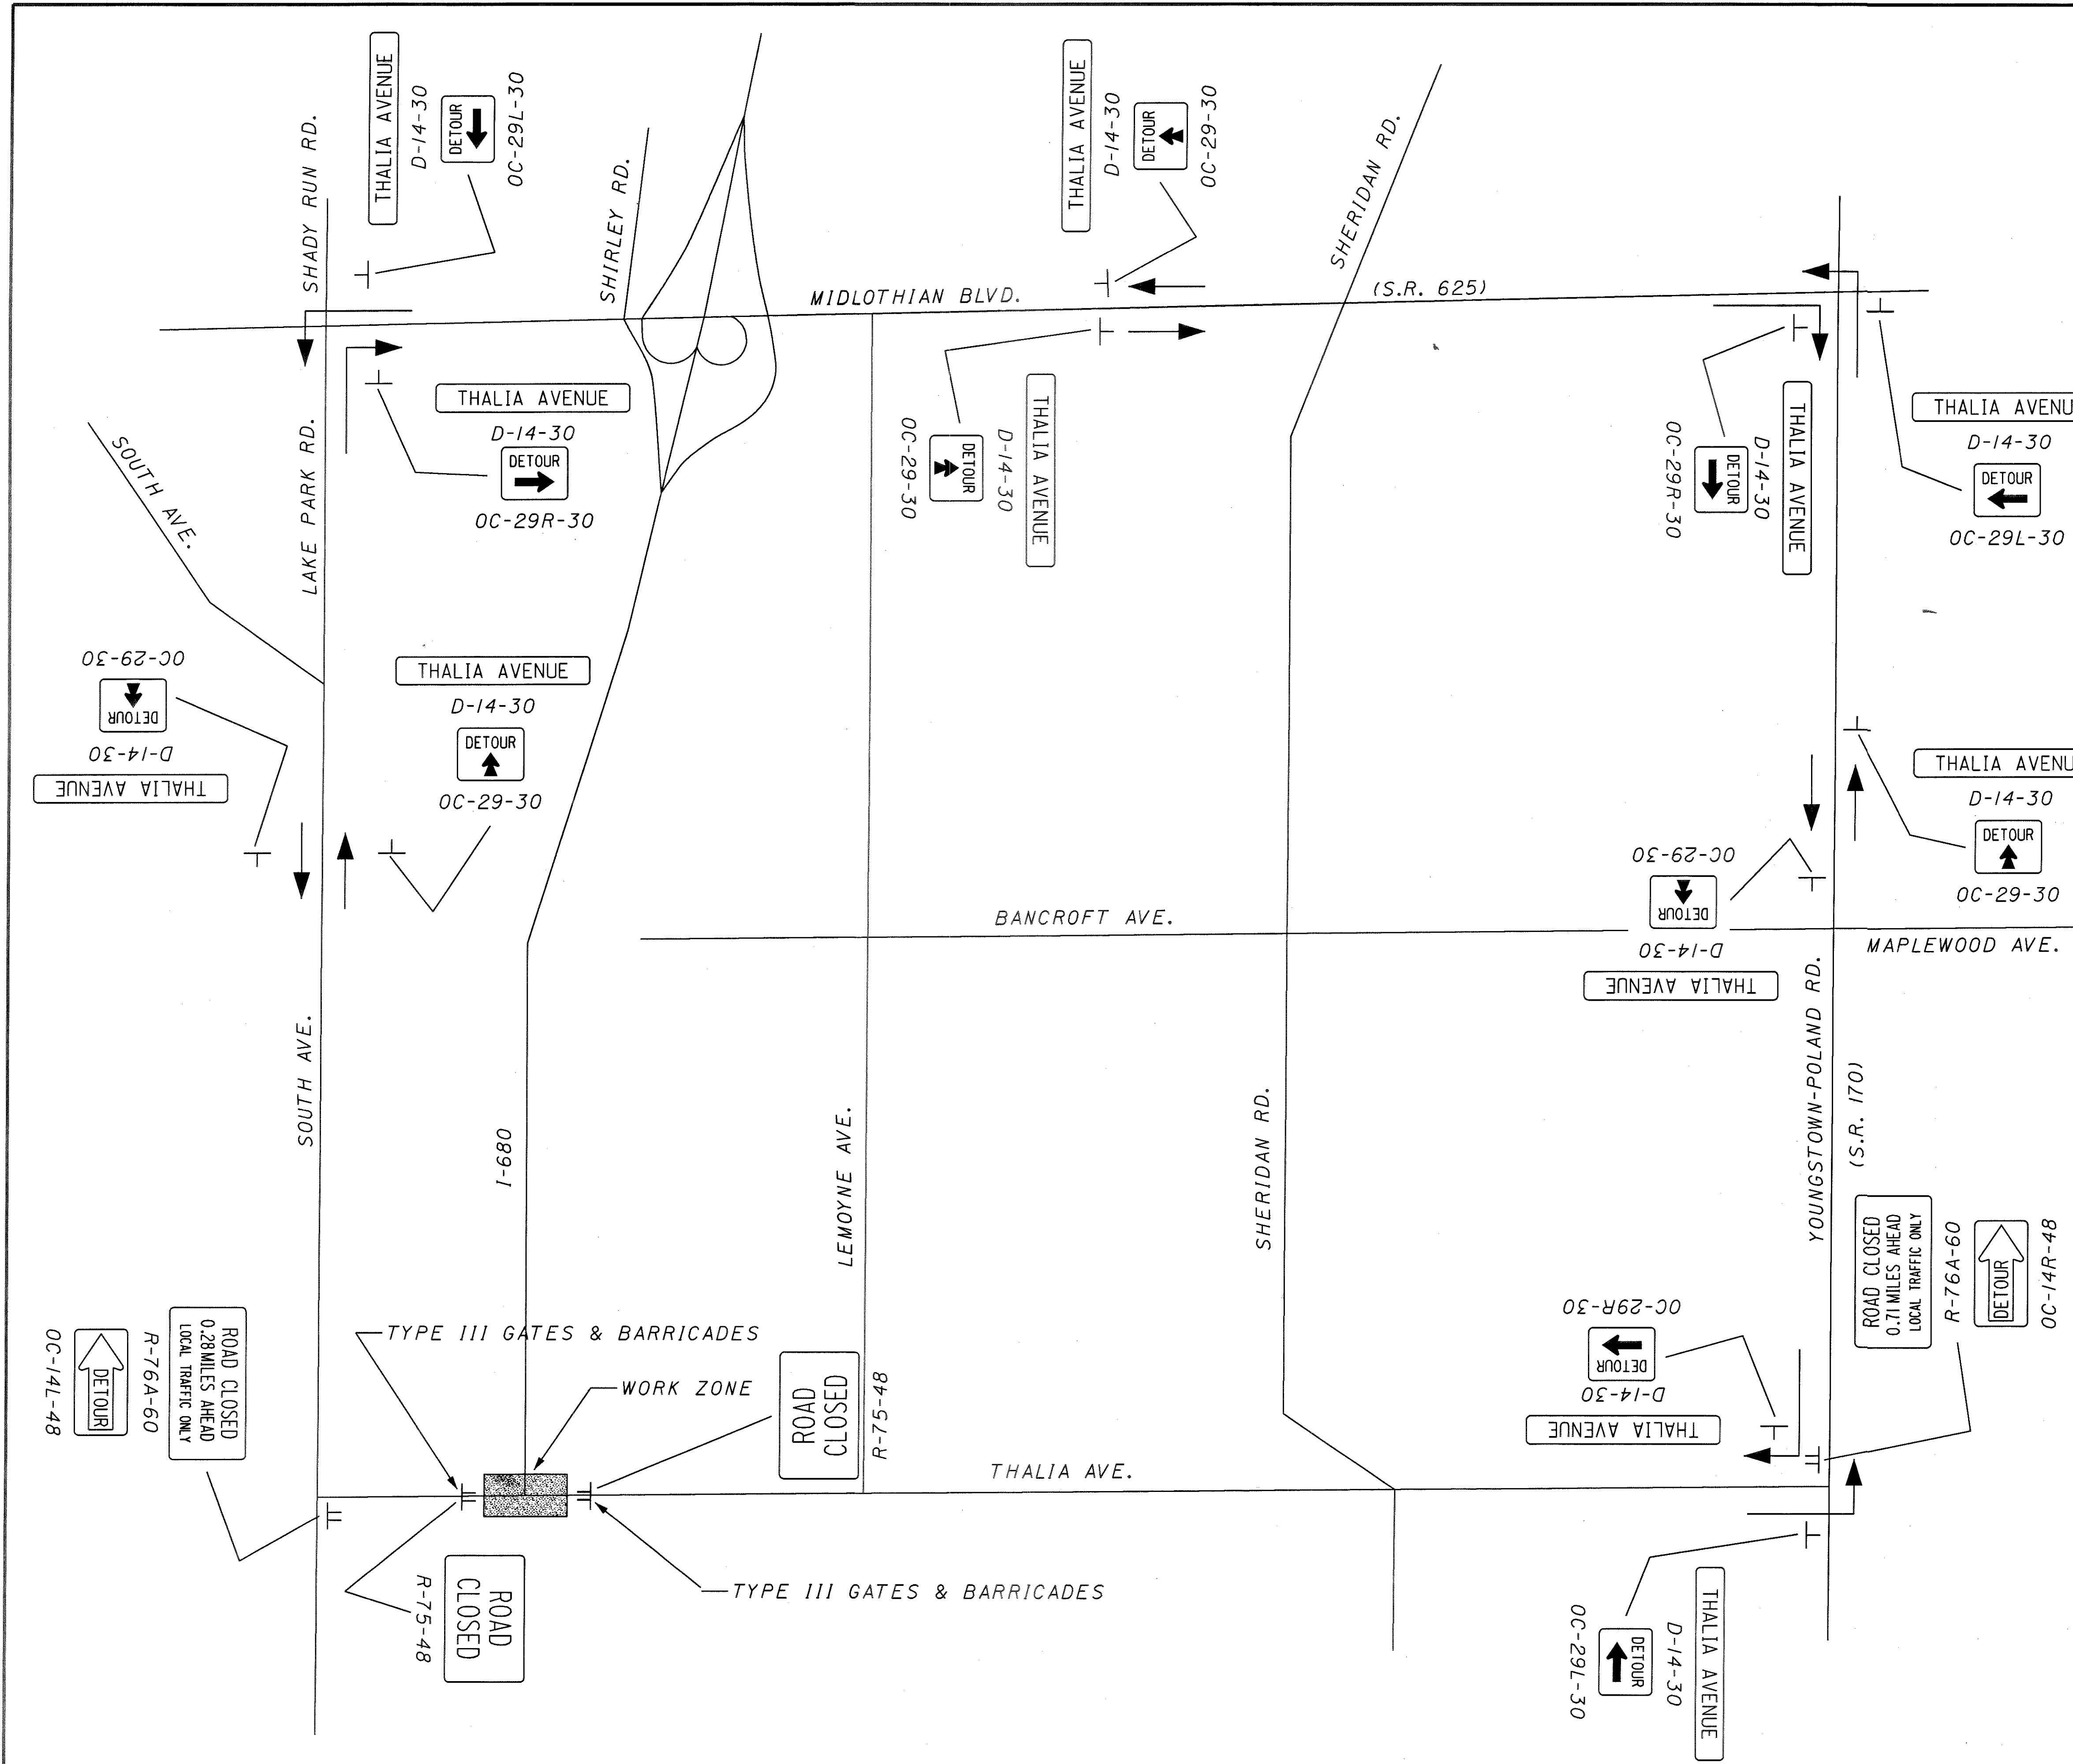 THALIA AVENUE
D-14-30
DETOUR
OC-29L-30
SHADY RUN RD.
SHIRLEY RD.
THALIA AVENUE
D-14-30
DETOUR
OC-29-30
SHERIDAN RD.
MIDLOTHIAN BLVD.
(S.R. 625)
LAKE PARK RD.
SOUTH AVE.
THALIA AVENUE
D-14-30
DETOUR
OC-29R-30
OC-29-30
DETOUR
D-14-30
THALIA AVENUE
OC-29R-30
DETOUR
D-14-30
THALIA AVENUE
THALIA AVENU
D-14-30
DETOUR
OC-29L-30
OC-29-30
DETOUR
D-14-30
THALIA AVENUE
THALIA AVENUE
D-14-30
DETOUR
OC-29-30
THALIA AVENU
D-14-30
DETOUR
OC-29-30
OC-29-30
DETOUR
D-14-30
THALIA AVENUE
BANCROFT AVE.
MAPLEWOOD AVE.
SOUTH AVE.
I-680
LEMOYNE AVE.
SHERIDAN RD.
YOUNGSTOWN-POLAND RD.
(S.R. 170)
ROAD CLOSED
0.71 MILES AHEAD
LOCAL TRAFFIC ONLY
R-76A-60
DETOUR
OC-14R-48
ROAD CLOSED
0.28 MILES AHEAD
LOCAL TRAFFIC ONLY
R-76A-60
DETOUR
OC-14L-48
TYPE III GATES & BARRICADES
WORK ZONE
ROAD
CLOSED
R-75-48
OC-29R-30
DETOUR
D-14-30
THALIA AVENUE
THALIA AVE.
ROAD
CLOSED
R-75-48
TYPE III GATES & BARRICADES
THALIA AVENUE
D-14-30
DETOUR
OC-29L-30